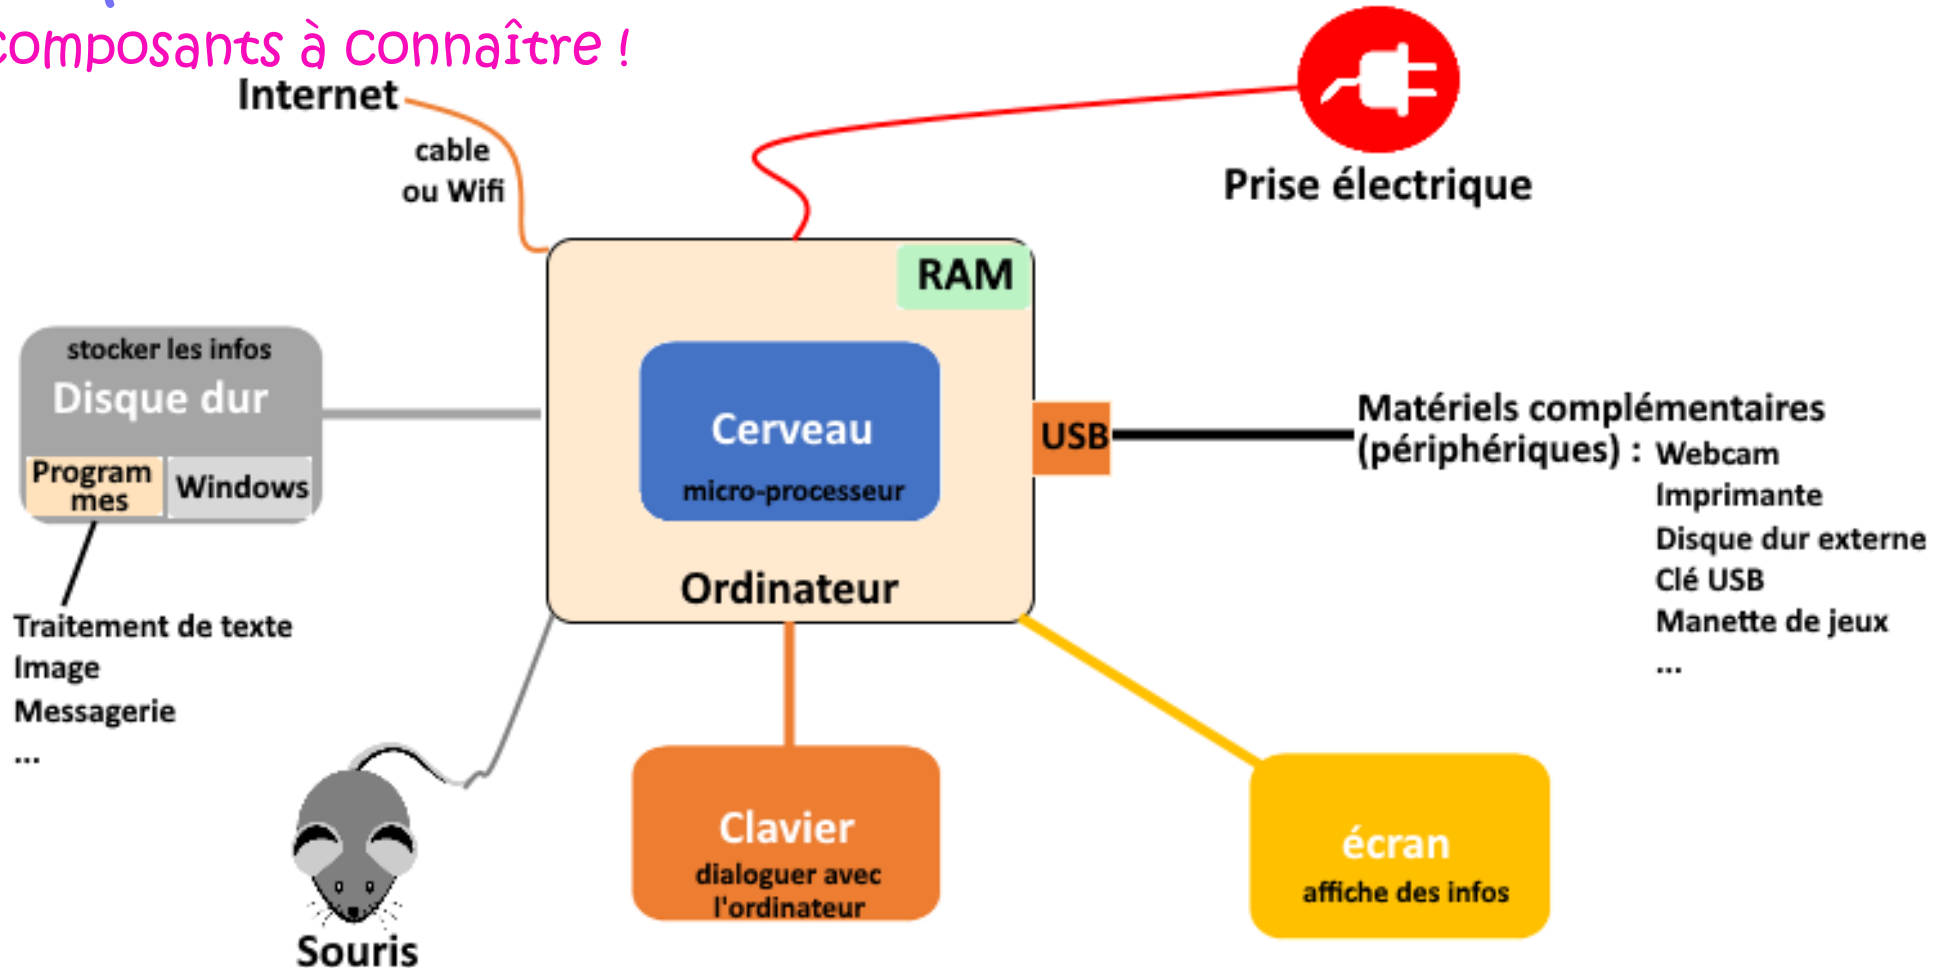 composants à connaître !
Internet
cable
ou Wifi
Prise électrique
RAM
stocker les infos
Disque dur
Program
mes
Windows
Cerveau
micro-processeur
USB
Ordinateur
Matériels complémentaires
(périphériques) :
Webcam
Imprimante
Disque dur externe
Clé USB
Manette de jeux
...
Traitement de texte
Image
Messagerie
...
Souris
Clavier
dialoguer avec
l'ordinateur
écran
affiche des infos